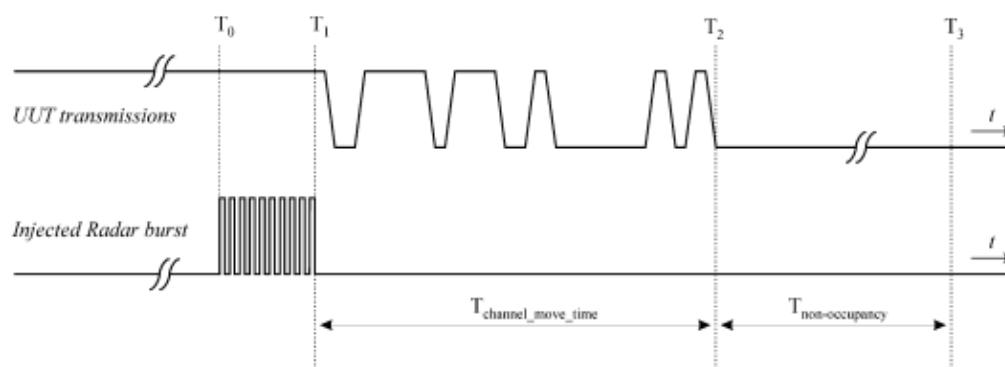 T0 T1 T2 T3
UUT transmissions
t
Injected Radar burst
t
Tchannel_move_time Tnon-occupancy